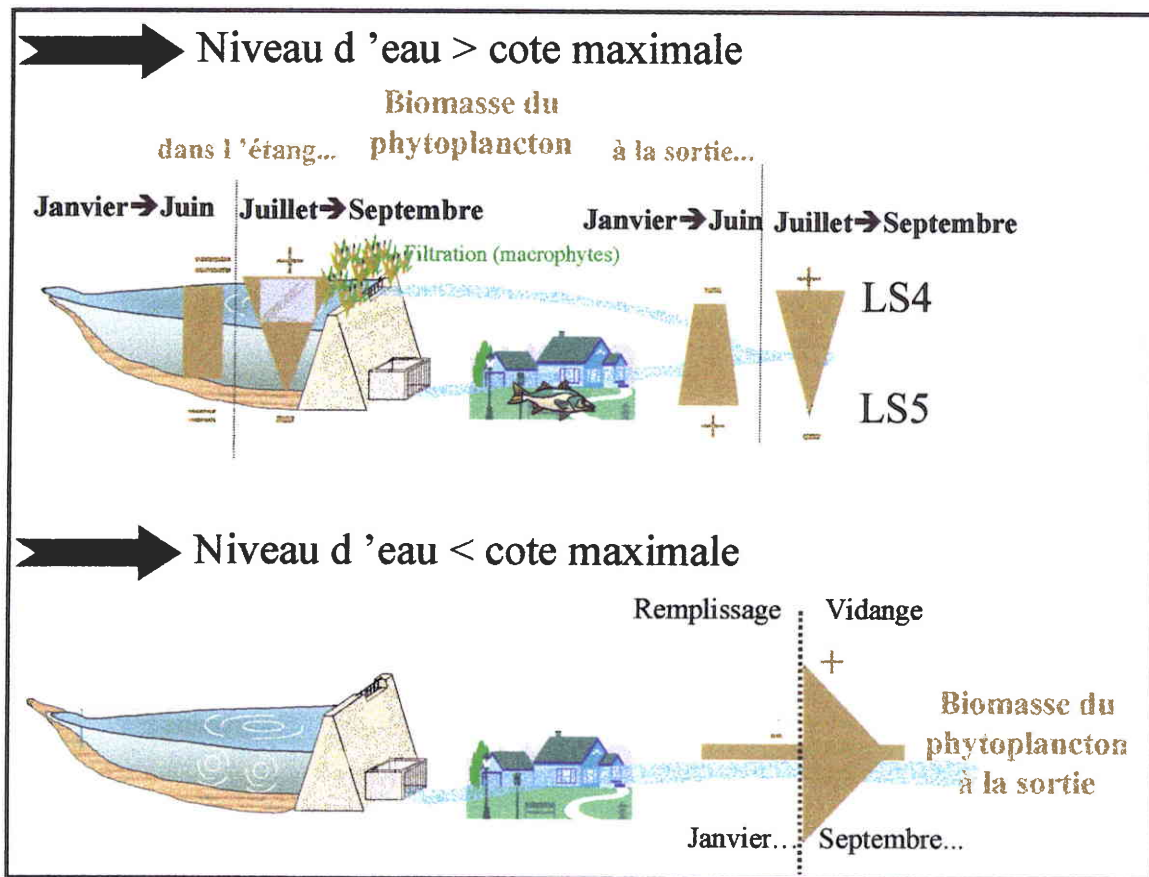 Niveau d ’eau > cote maximale
Biomasse du
phytoplancton
dans l ’étang...
à la sortie...
Janvier➔Juin
Juillet➔Septembre
Janvier➔Juin
Juillet➔Septembre
=
+
Filtration (macrophytes)
-
+
LS4
=
-
+
-
LS5
Niveau d ’eau < cote maximale
Remplissage
Vidange
+
-
Biomasse du
phytoplancton
à la sortie
Janvier...
Septembre...